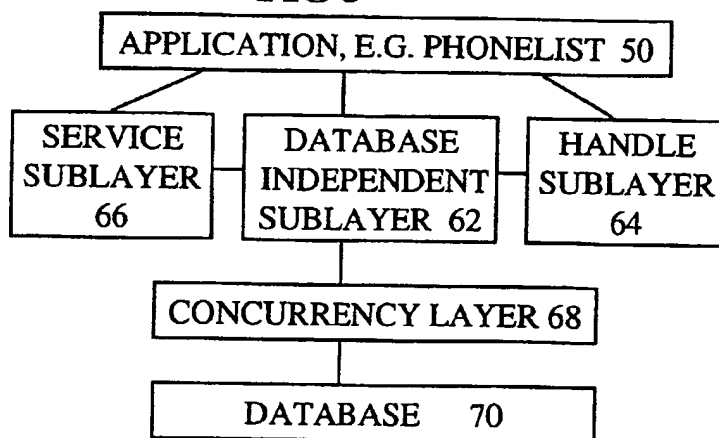 APPLICATION, E.G. PHONELIST 50
SERVICE
SUBLAYER
66
DATABASE
INDEPENDENT
SUBLAYER 62
HANDLE
SUBLAYER
64
CONCURRENCY LAYER 68
DATABASE 70